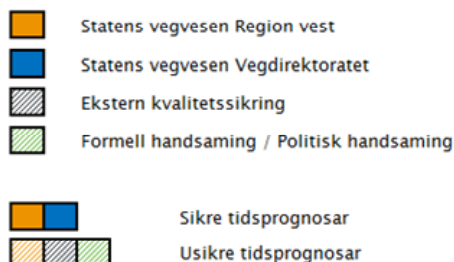 Statens vegvesen Region vest
Statens vegvesen Vegdirektoratet
Ekstern kvalitetssikring
Formell handsaming / Politisk handsaming
Sikre tidsprognosar
Usikre tidsprognosar